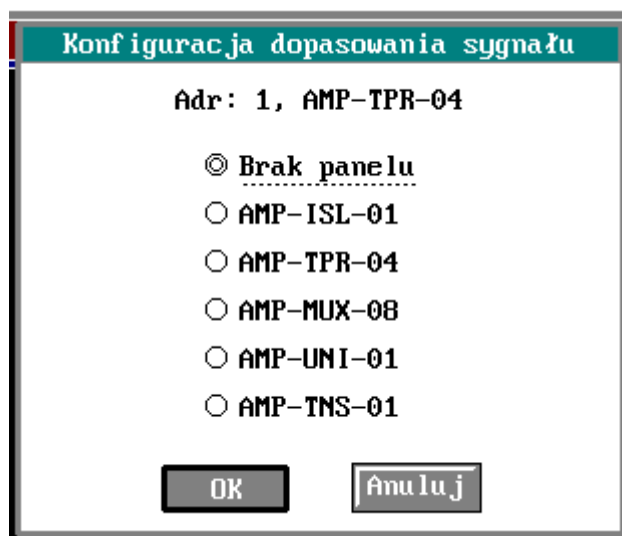 Konfiguracja dopasowania sygnału
Adr: 1, AMP-TPR-04
Brak panelu
AMP-ISL-01
AMP-TPR-04
AMP-MUX-08
AMP-UNI-01
AMP-TNS-01
OK Anuluj